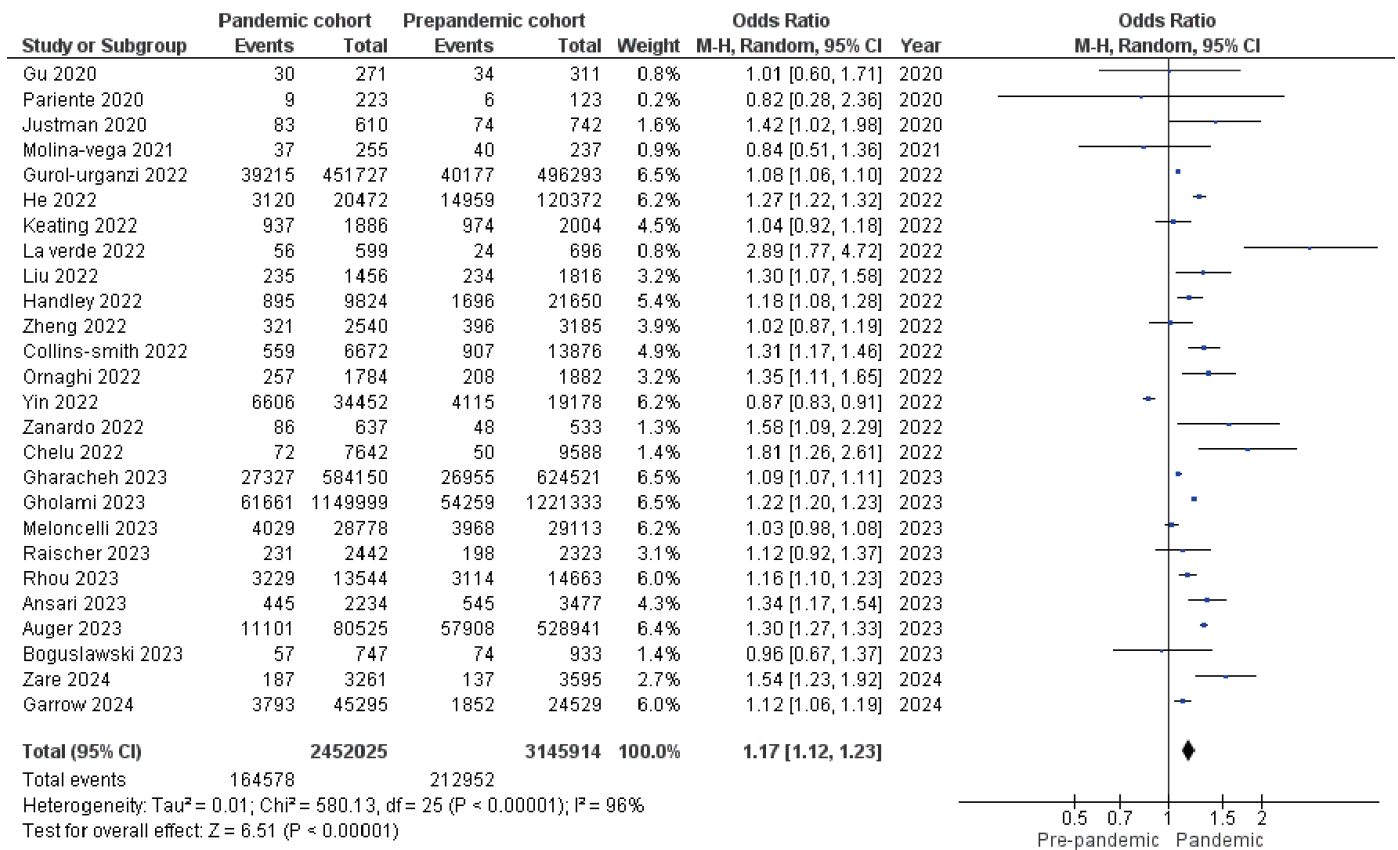 Pandemic cohort Prepandemic cohort Odds Ratio Odds Ratio
Study or Subgroup Events Total Events Total Weight M-H, Random, 95% CI Year M-H, Random, 95% CI
Gu 2020 30 271 34 311 0.8% 1.01 [0.60, 1.71] 2020
Pariente 2020 9 223 6 123 0.2% 0.82 [0.28, 2.36] 2020
Justman 2020 83 610 74 742 1.6% 1.42 [1.02, 1.98] 2020
Molina-vega 2021 37 255 40 237 0.9% 0.84 [0.51, 1.36] 2021
Gurol-urganzi 2022 39215 451727 40177 496293 6.5% 1.08 [1.06, 1.10] 2022
He 2022 3120 20472 14959 120372 6.2% 1.27 [1.22, 1.32] 2022
Keating 2022 937 1886 974 2004 4.5% 1.04 [0.92, 1.18] 2022
La verde 2022 56 599 24 696 0.8% 2.89 [1.77, 4.72] 2022
Liu 2022 235 1456 234 1816 3.2% 1.30 [1.07, 1.58] 2022
Handley 2022 895 9824 1696 21650 5.4% 1.18 [1.08, 1.28] 2022
Zheng 2022 321 2540 396 3185 3.9% 1.02 [0.87, 1.19] 2022
Collins-smith 2022 559 6672 907 13876 4.9% 1.31 [1.17, 1.46] 2022
Ornaghi 2022 257 1784 208 1882 3.2% 1.35 [1.11, 1.65] 2022
Yin 2022 6606 34452 4115 19178 6.2% 0.87 [0.83, 0.91] 2022
Zanardo 2022 86 637 48 533 1.3% 1.58 [1.09, 2.29] 2022
Chelu 2022 72 7642 50 9588 1.4% 1.81 [1.26, 2.61] 2022
Gharacheh 2023 27327 584150 26955 624521 6.5% 1.09 [1.07, 1.11] 2023
Gholami 2023 61661 1149999 54259 1221333 6.5% 1.22 [1.20, 1.23] 2023
Meloncelli 2023 4029 28778 3968 29113 6.2% 1.03 [0.98, 1.08] 2023
Raischer 2023 231 2442 198 2323 3.1% 1.12 [0.92, 1.37] 2023
Rhou 2023 3229 13544 3114 14663 6.0% 1.16 [1.10, 1.23] 2023
Ansari 2023 445 2234 545 3477 4.3% 1.34 [1.17, 1.54] 2023
Auger 2023 11101 80525 57908 528941 6.4% 1.30 [1.27, 1.33] 2023
Boguslawski 2023 57 747 74 933 1.4% 0.96 [0.67, 1.37] 2023
Zare 2024 187 3261 137 3595 2.7% 1.54 [1.23, 1.92] 2024
Garrow 2024 3793 45295 1852 24529 6.0% 1.12 [1.06, 1.19] 2024
Total (95% CI) 2452025 3145914 100.0% 1.17 [1.12, 1.23]
Total events 164578 212952
Heterogeneity: Tau² = 0.01; Chi² = 580.13, df = 25 (P < 0.00001); I² = 96%
Test for overall effect: Z = 6.51 (P < 0.00001)
0.5 0.7 1 1.5 2
Pre-pandemic Pandemic